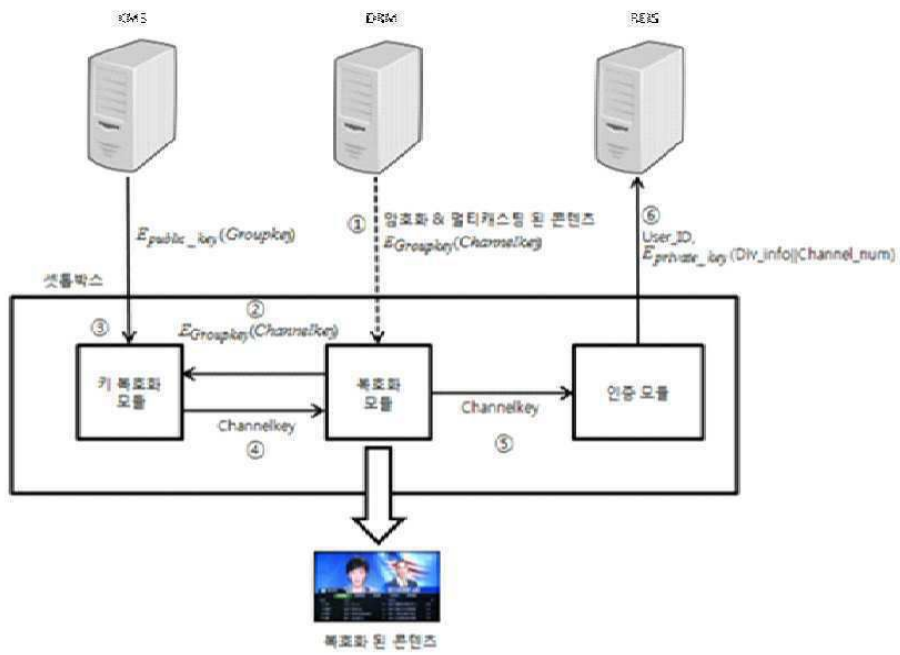 KMS
DRM
REIS
E_public_key(Groupkey)
① 암호화 & 멀티캐스팅 된 콘텐츠
E_Groupkey(Channelkey)
⑥
User_ID,
E_private_key(Div_info||Channel_num)
셋톱박스
②
E_Groupkey(Channelkey)
③
키 복호화
모듈
복호화
모듈
인증 모듈
Channelkey
④
Channelkey
⑤
복호화 된 콘텐츠